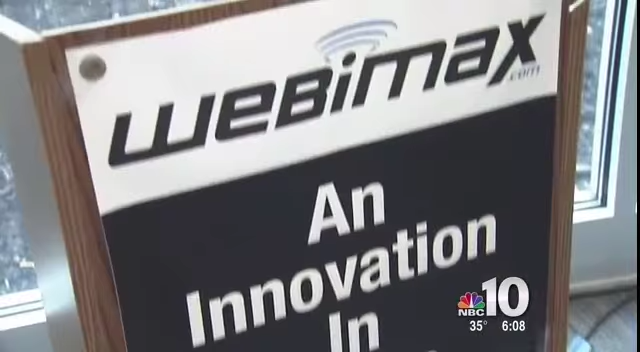 WEBIMAX
.com
An
Innovation
In
NBC 10
35° 6:08